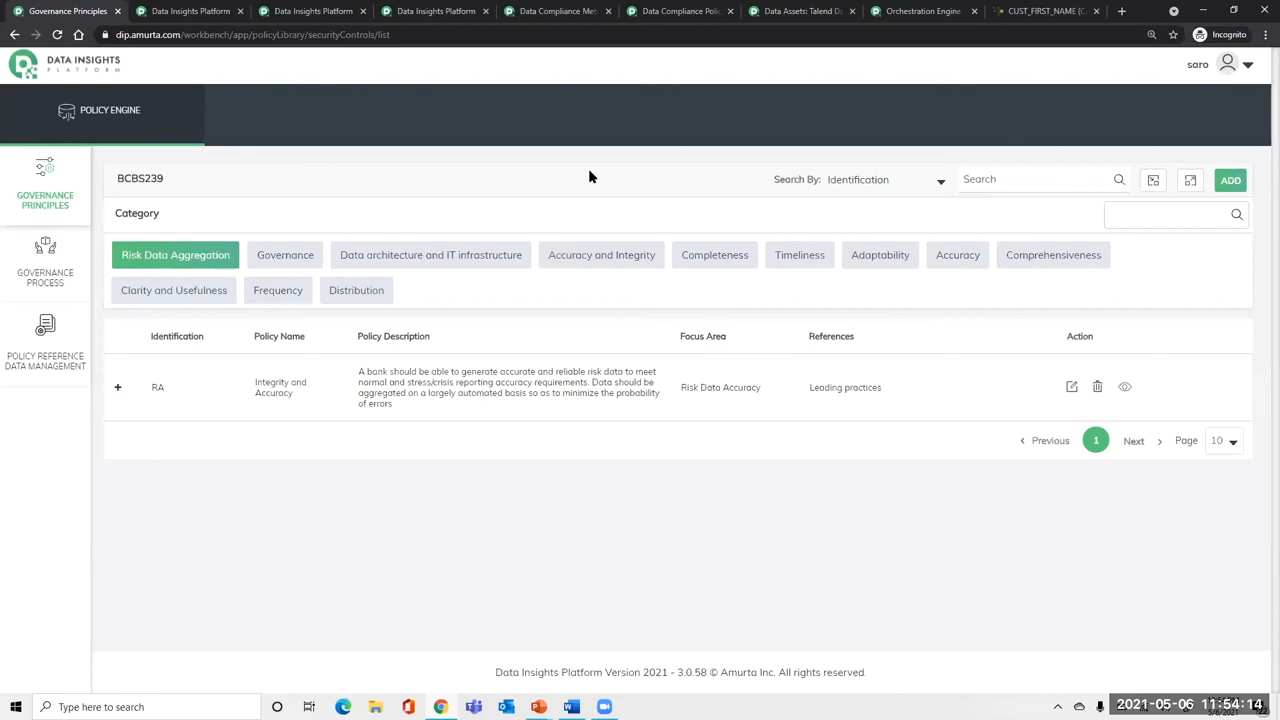 Governance Principles
Data Insights Platform
Data Insights Platform
Data Insights Platform
Data Compliance Met
Data Compliance Polic
Data Assets: Talend D
Orchestration Engine
CUST_FIRST_NAME (C
dip.amurta.com/workbench/app/policyLibrary/securityControls/list
Incognito
DATA INSIGHTS
PLATFORM
saro
POLICY ENGINE
GOVERNANCE
PRINCIPLES
GOVERNANCE
PROCESS
POLICY REFERENCE
DATA MANAGEMENT
BCBS239
Search By: Identification
Search
ADD
Category
Risk Data Aggregation
Governance
Data architecture and IT infrastructure
Accuracy and Integrity
Completeness
Timeliness
Adaptability
Accuracy
Comprehensiveness
Clarity and Usefulness
Frequency
Distribution
Identification
Policy Name
Policy Description
Focus Area
References
Action
RA
Integrity and
Accuracy
A bank should be able to generate accurate and reliable risk data to meet
normal and stress/crisis reporting accuracy requirements. Data should be
aggregated on a largely automated basis so as to minimize the probability
of errors
Risk Data Accuracy
Leading practices
Previous
1
Next
Page
10
Data Insights Platform Version 2021 - 3.0.58 © Amurta Inc. All rights reserved.
Type here to search
2021-05-06 11:54:14